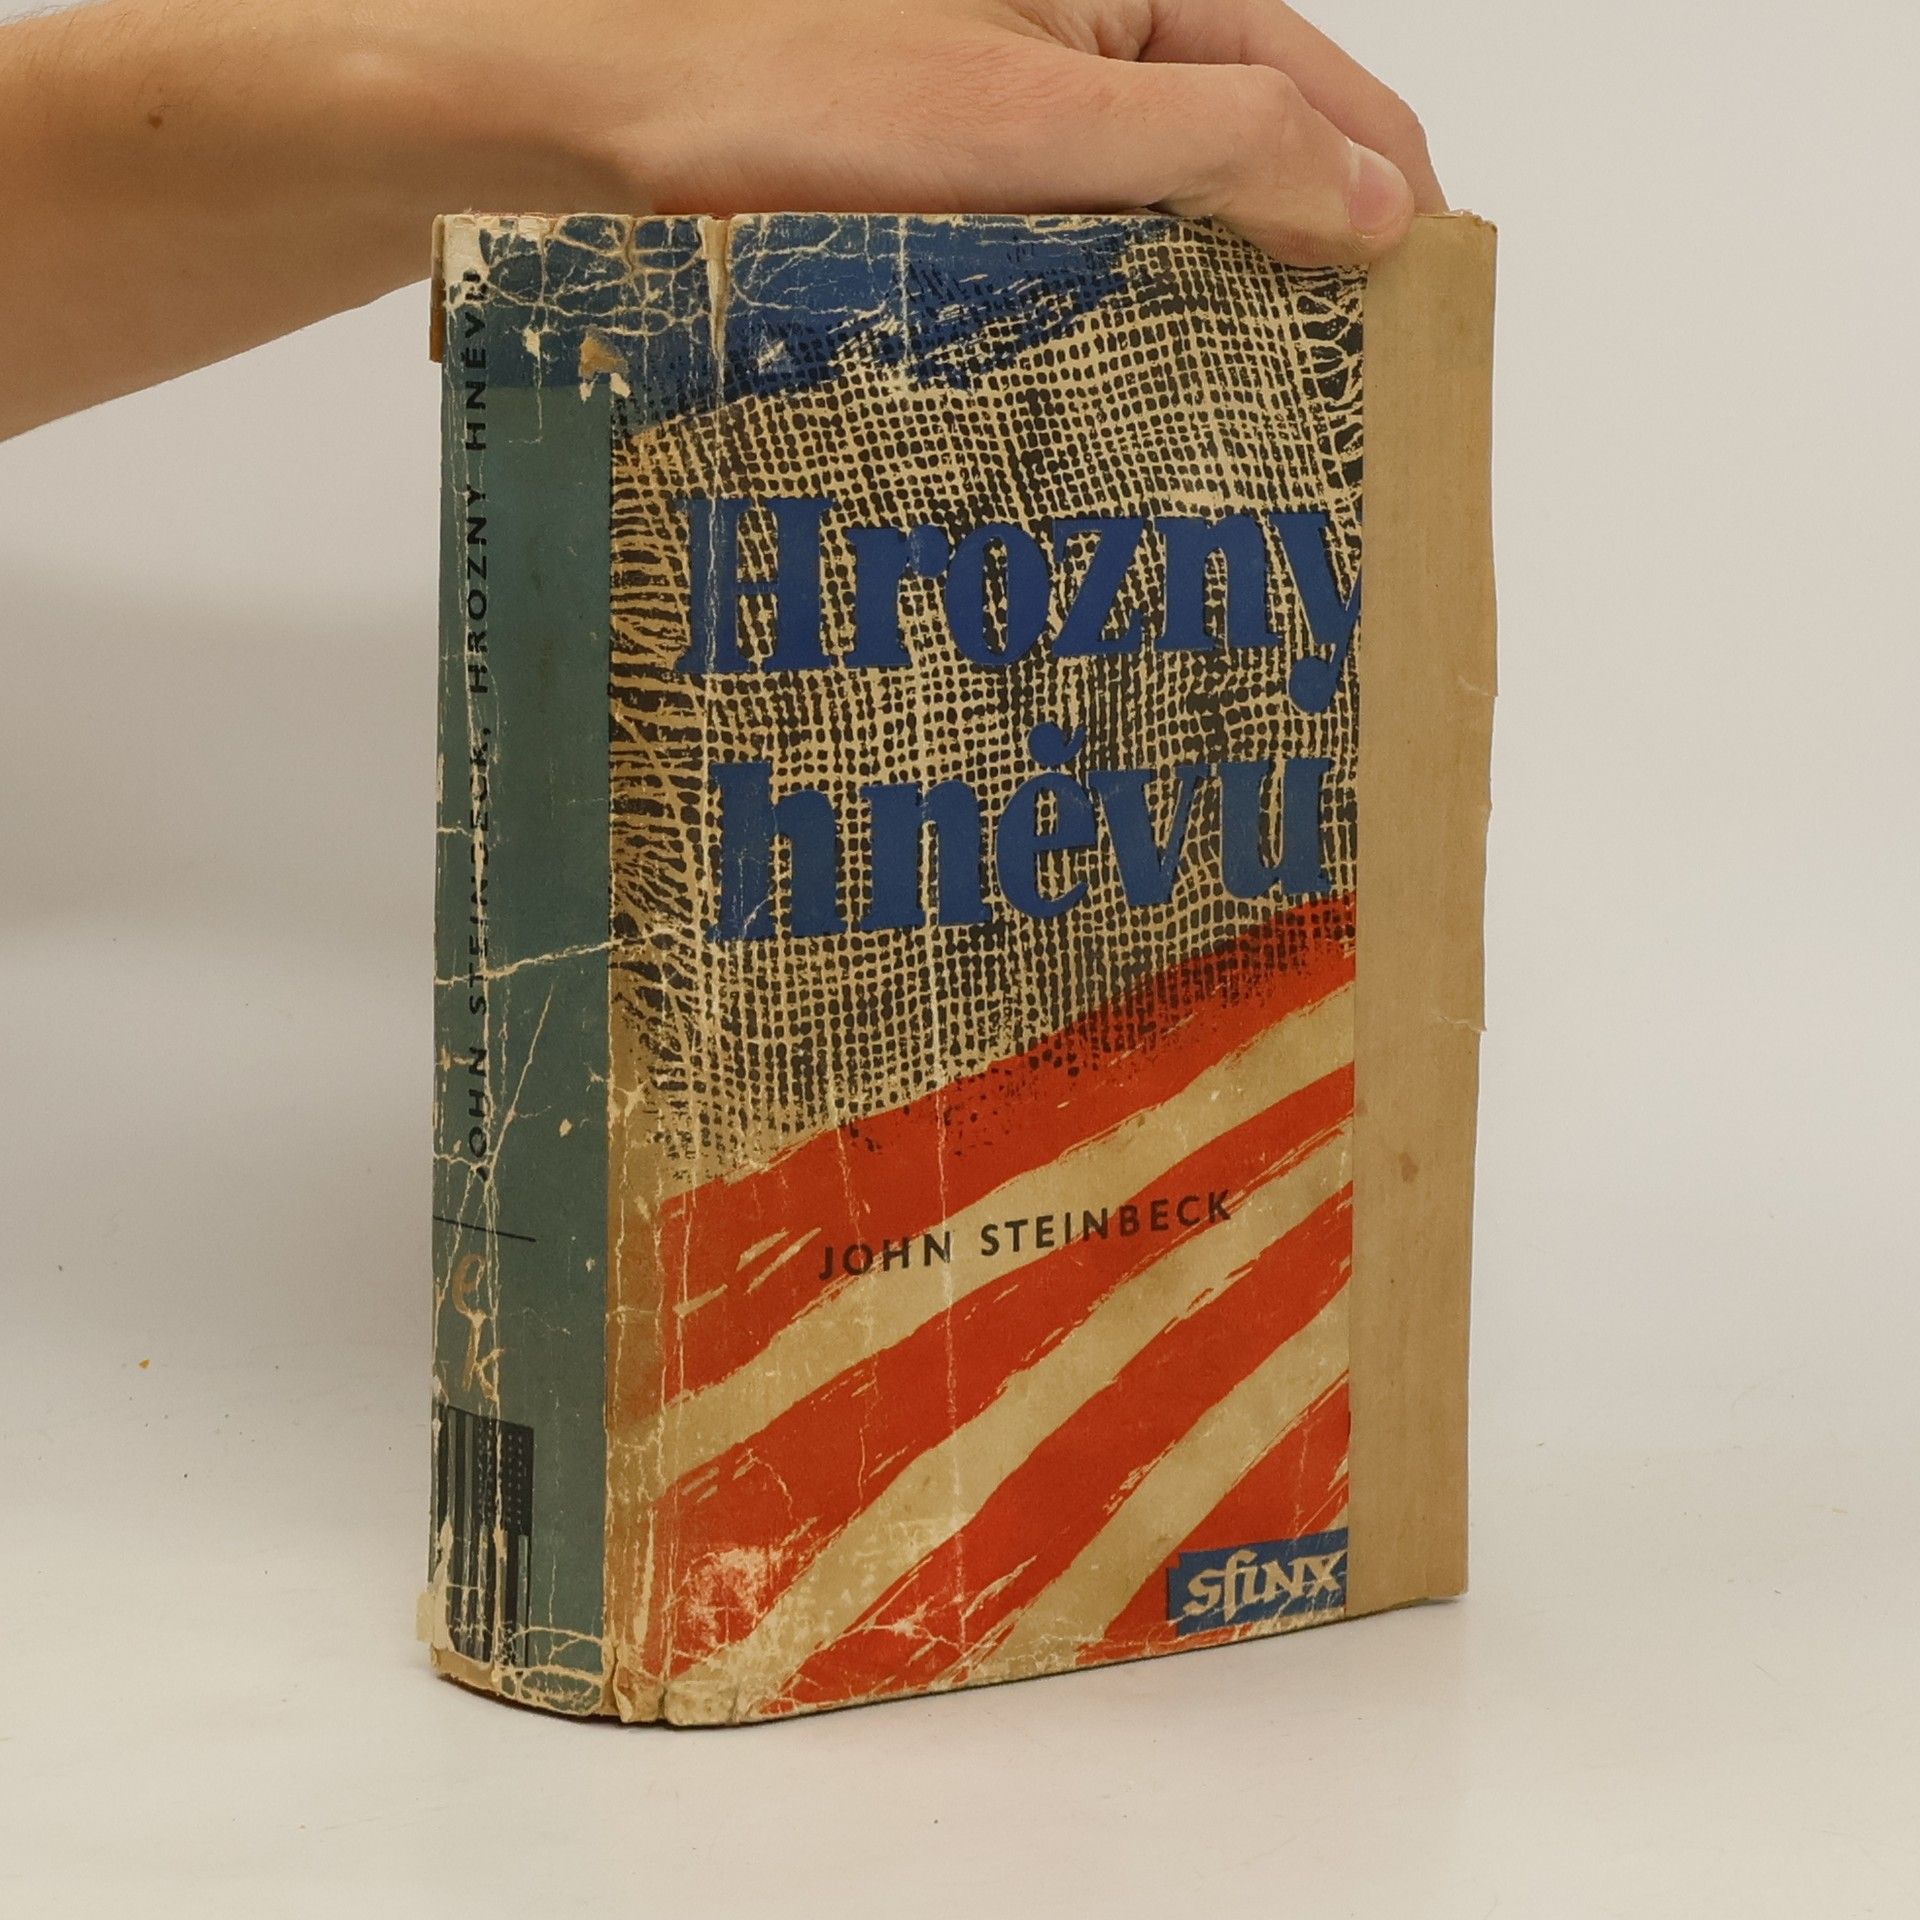 JOHN STEINBECK, HROZNY HNĚVU
Hrozny
hněvu
JOHN STEINBECK
sfinx